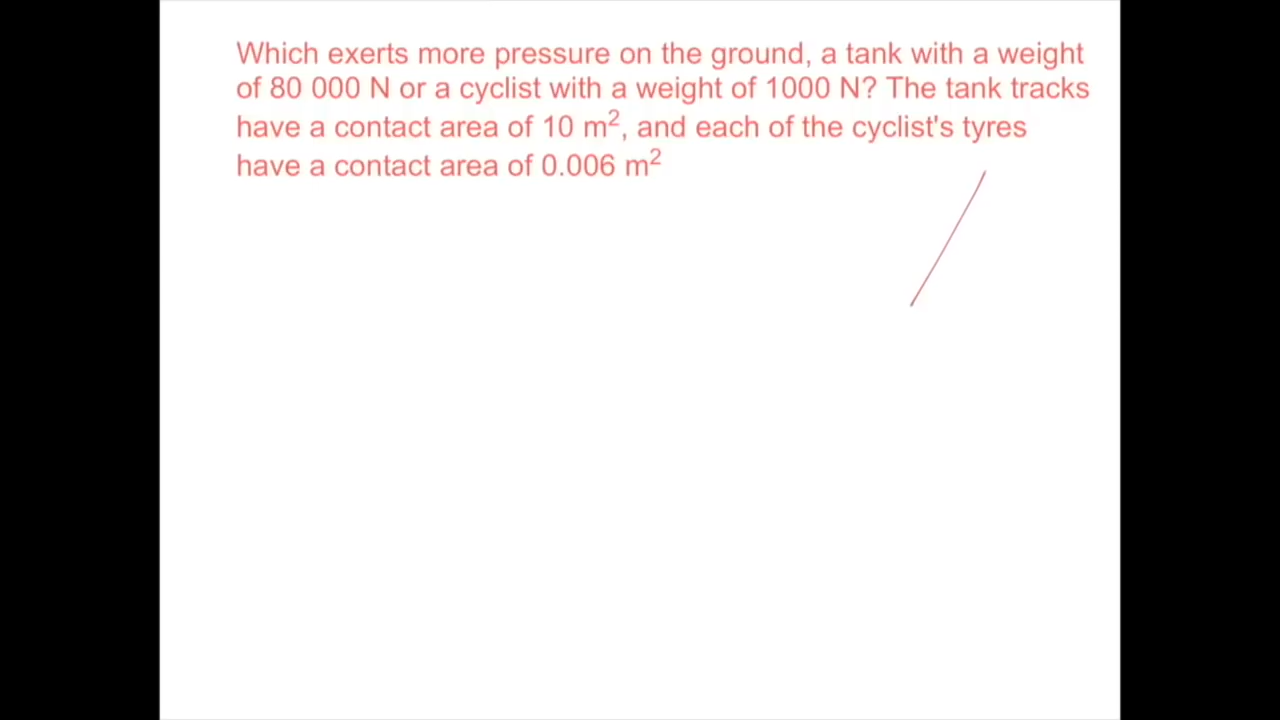 Which exerts more pressure on the ground, a tank with a weight
of 80 000 N or a cyclist with a weight of 1000 N? The tank tracks
have a contact area of 10 m², and each of the cyclist's tyres
have a contact area of 0.006 m²